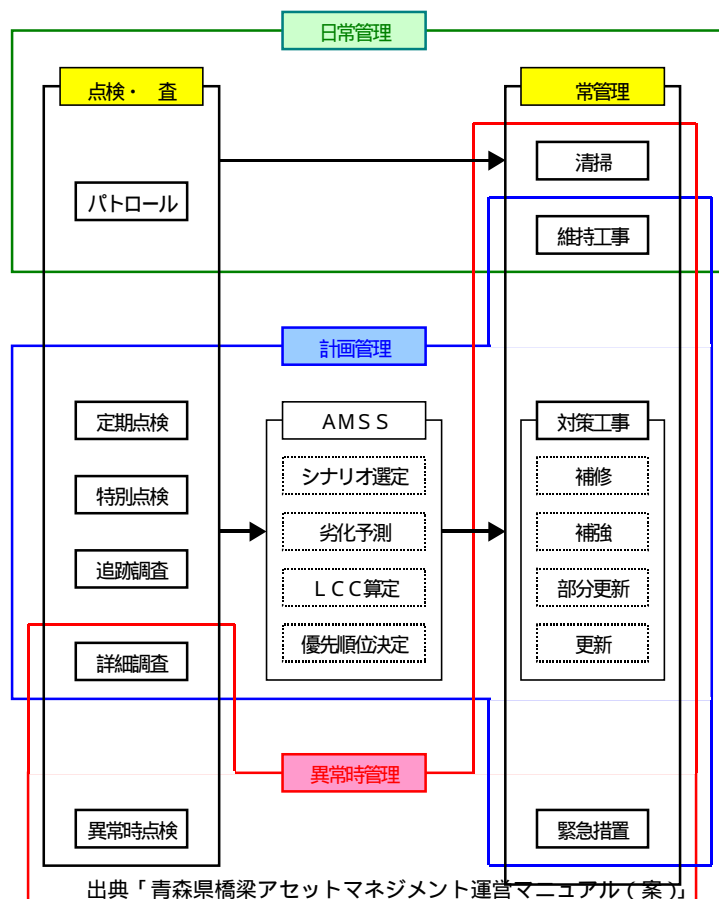 日常管理
点検・　査
常管理
清掃
パトロール
維持工事
計画管理
定期点検
AMSS
対策工事
シナリオ選定
補修
特別点検
劣化予測
補強
追跡調査
LCC算定
部分更新
詳細調査
優先順位決定
更新
異常時管理
異常時点検
緊急措置
出典「青森県橋梁アセットマネジメント運営マニュアル(案)」